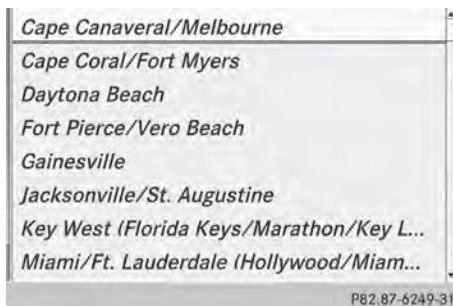 Cape Canaveral/Melbourne
Cape Coral/Fort Myers
Daytona Beach
Fort Pierce/Vero Beach
Gainesville
Jacksonville/St. Augustine
Key West (Florida Keys/Marathon/Key L...
Miami/Ft. Lauderdale (Hollywood/Miam...
P82.87-6249-31